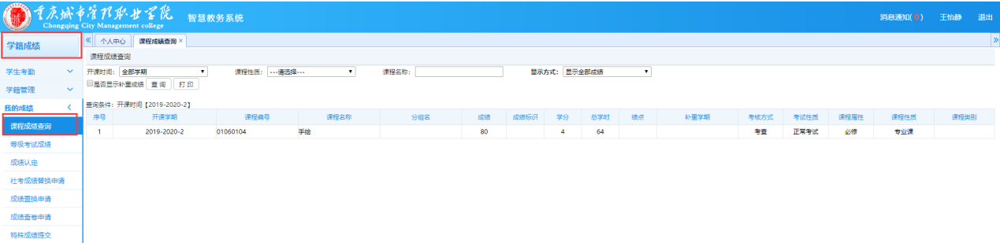 重庆城市管理职业学院
Chongqing City Management college
智慧教务系统
消息通知(0) 王怡静 退出
学籍成绩
个人中心 课程成绩查询 ×
课程成绩查询
学生考勤
学籍管理
我的成绩
课程成绩查询
等级考试成绩
成绩认定
社考成绩替换申请
成绩置换申请
成绩查卷申请
特殊成绩提交
开课时间: 全部学期 课程性质: ---请选择--- 课程名称: 显示方式: 显示全部成绩
是否显示补重成绩 查 询 打 印
查询条件: 开课时间【2019-2020-2】
序号 开课学期 课程编号 课程名称 分组名 成绩 成绩标识 学分 总学时 绩点 补重学期 考核方式 考试性质 课程属性 课程性质 课程类别
1 2019-2020-2 01060104 手绘 80 4 64 考查 正常考试 必修 专业课